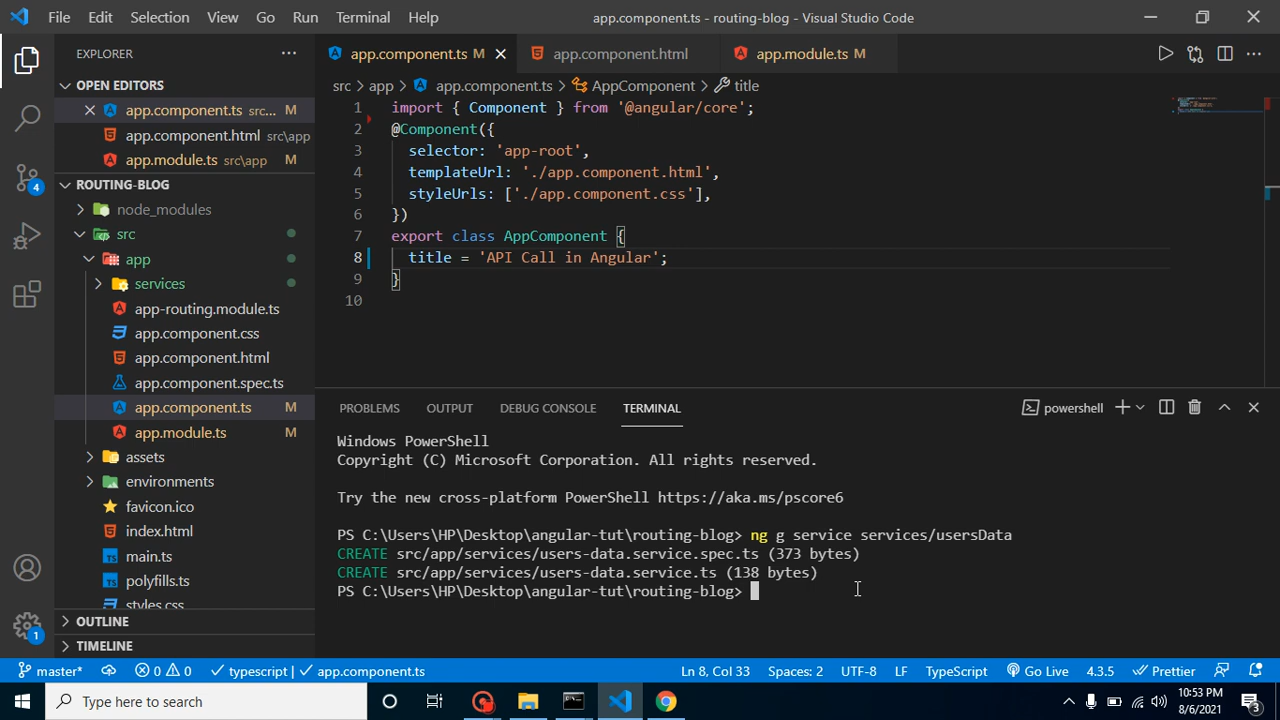 File Edit Selection View Go Run Terminal Help app.component.ts - routing-blog - Visual Studio Code
EXPLORER
OPEN EDITORS
app.component.ts src... M
app.component.html src\app
app.module.ts src\app M
ROUTING-BLOG
node_modules
src
app
services
app-routing.module.ts
app.component.css
app.component.html
app.component.spec.ts
app.component.ts M
app.module.ts M
assets
environments
favicon.ico
index.html
main.ts
polyfills.ts
styles.css
OUTLINE
TIMELINE
4
1
app.component.ts M app.component.html app.module.ts M
src > app > app.component.ts > AppComponent > title
1 import { Component } from '@angular/core';
2 @Component({
3 selector: 'app-root',
4 templateUrl: './app.component.html',
5 styleUrls: ['./app.component.css'],
6 })
7 export class AppComponent {
8 title = 'API Call in Angular';
9 }
10
PROBLEMS OUTPUT DEBUG CONSOLE TERMINAL powershell
Windows PowerShell
Copyright (C) Microsoft Corporation. All rights reserved.
Try the new cross-platform PowerShell https://aka.ms/pscore6
PS C:\Users\HP\Desktop\angular-tut\routing-blog> ng g service services/usersData
CREATE src/app/services/users-data.service.spec.ts (373 bytes)
CREATE src/app/services/users-data.service.ts (138 bytes)
PS C:\Users\HP\Desktop\angular-tut\routing-blog>
master* 0 0 typescript | app.component.ts Ln 8, Col 33 Spaces: 2 UTF-8 LF TypeScript Go Live 4.3.5 Prettier
Type here to search
10:53 PM
8/6/2021
3